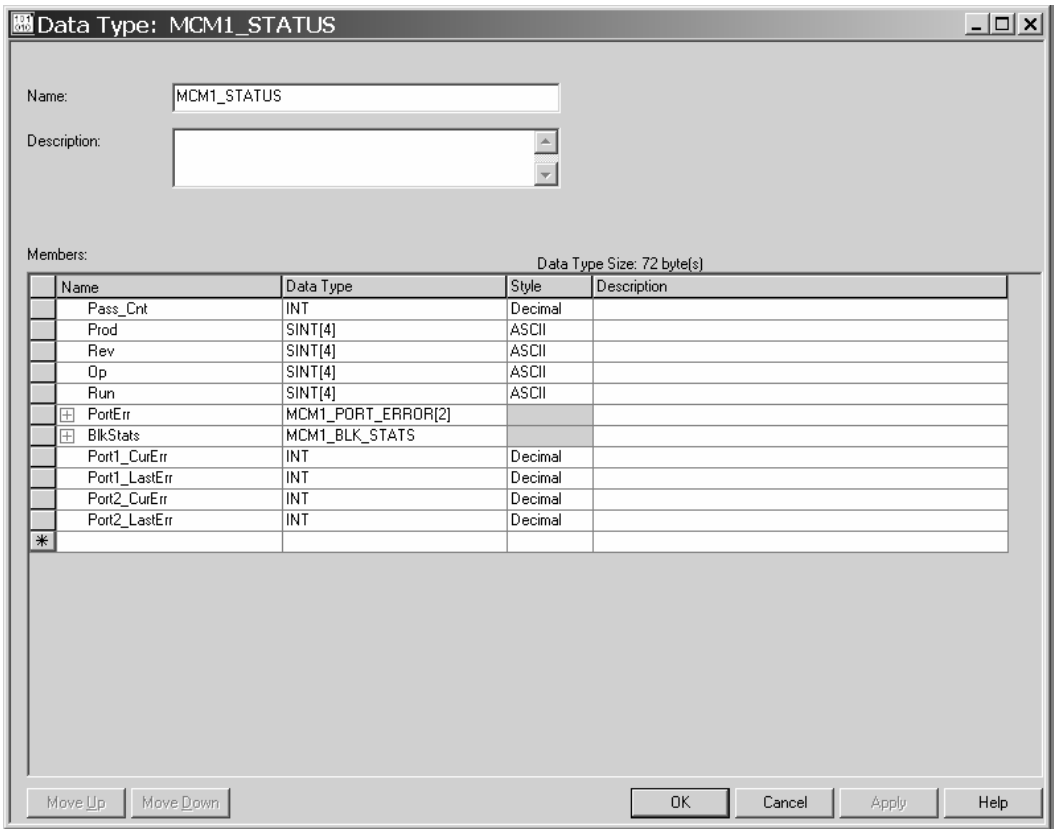 Data Type: MCM1_STATUS
Name: MCM1_STATUS
Description:
Members:
Data Type Size: 72 byte(s)
Name Data Type Style Description
Pass_Cnt INT Decimal
Prod SINT[4] ASCII
Rev SINT[4] ASCII
Op SINT[4] ASCII
Run SINT[4] ASCII
PortErr MCM1_PORT_ERROR[2]
BlkStats MCM1_BLK_STATS
Port1_CurErr INT Decimal
Port1_LastErr INT Decimal
Port2_CurErr INT Decimal
Port2_LastErr INT Decimal
Move Up Move Down OK Cancel Apply Help